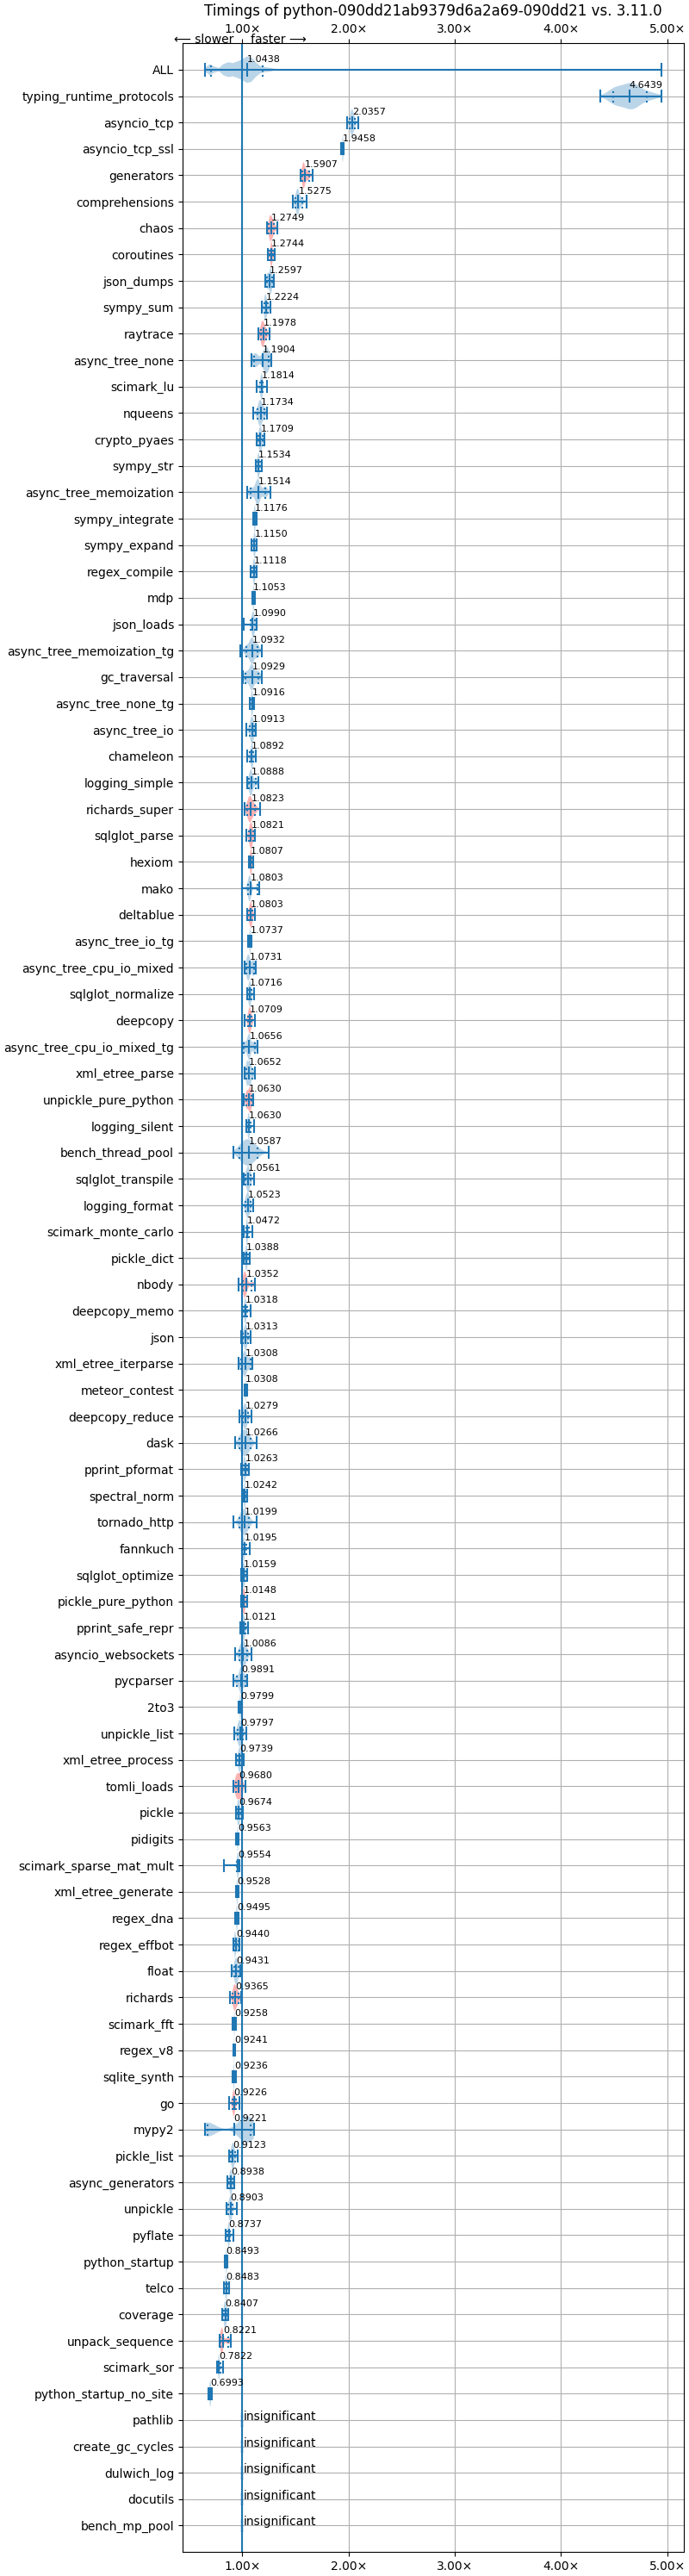 Timings of python-090dd21ab9379d6a2a69-090dd21 vs. 3.11.0
⟵ slower faster ⟶
1.00× 2.00× 3.00× 4.00× 5.00×
ALL 1.0438
typing_runtime_protocols 4.6439
asyncio_tcp 2.0357
asyncio_tcp_ssl 1.9458
generators 1.5907
comprehensions 1.5275
chaos 1.2749
coroutines 1.2744
json_dumps 1.2597
sympy_sum 1.2224
raytrace 1.1978
async_tree_none 1.1904
scimark_lu 1.1814
nqueens 1.1734
crypto_pyaes 1.1709
sympy_str 1.1534
async_tree_memoization 1.1514
sympy_integrate 1.1176
sympy_expand 1.1150
regex_compile 1.1118
mdp 1.1053
json_loads 1.0990
async_tree_memoization_tg 1.0932
gc_traversal 1.0929
async_tree_none_tg 1.0916
async_tree_io 1.0913
chameleon 1.0892
logging_simple 1.0888
richards_super 1.0823
sqlglot_parse 1.0821
hexiom 1.0807
mako 1.0803
deltablue 1.0803
async_tree_io_tg 1.0737
async_tree_cpu_io_mixed 1.0731
sqlglot_normalize 1.0716
deepcopy 1.0709
async_tree_cpu_io_mixed_tg 1.0656
xml_etree_parse 1.0652
unpickle_pure_python 1.0630
logging_silent 1.0630
bench_thread_pool 1.0587
sqlglot_transpile 1.0561
logging_format 1.0523
scimark_monte_carlo 1.0472
pickle_dict 1.0388
nbody 1.0352
deepcopy_memo 1.0318
json 1.0313
xml_etree_iterparse 1.0308
meteor_contest 1.0308
deepcopy_reduce 1.0279
dask 1.0266
pprint_pformat 1.0263
spectral_norm 1.0242
tornado_http 1.0199
fannkuch 1.0195
sqlglot_optimize 1.0159
pickle_pure_python 1.0148
pprint_safe_repr 1.0121
asyncio_websockets 1.0086
pycparser 0.9891
2to3 0.9799
unpickle_list 0.9797
xml_etree_process 0.9739
tomli_loads 0.9680
pickle 0.9674
pidigits 0.9563
scimark_sparse_mat_mult 0.9554
xml_etree_generate 0.9528
regex_dna 0.9495
regex_effbot 0.9440
float 0.9431
richards 0.9365
scimark_fft 0.9258
regex_v8 0.9241
sqlite_synth 0.9236
go 0.9226
mypy2 0.9221
pickle_list 0.9123
async_generators 0.8938
unpickle 0.8903
pyflate 0.8737
python_startup 0.8493
telco 0.8483
coverage 0.8407
unpack_sequence 0.8221
scimark_sor 0.7822
python_startup_no_site 0.6993
pathlib insignificant
create_gc_cycles insignificant
dulwich_log insignificant
docutils insignificant
bench_mp_pool insignificant
1.00× 2.00× 3.00× 4.00× 5.00×